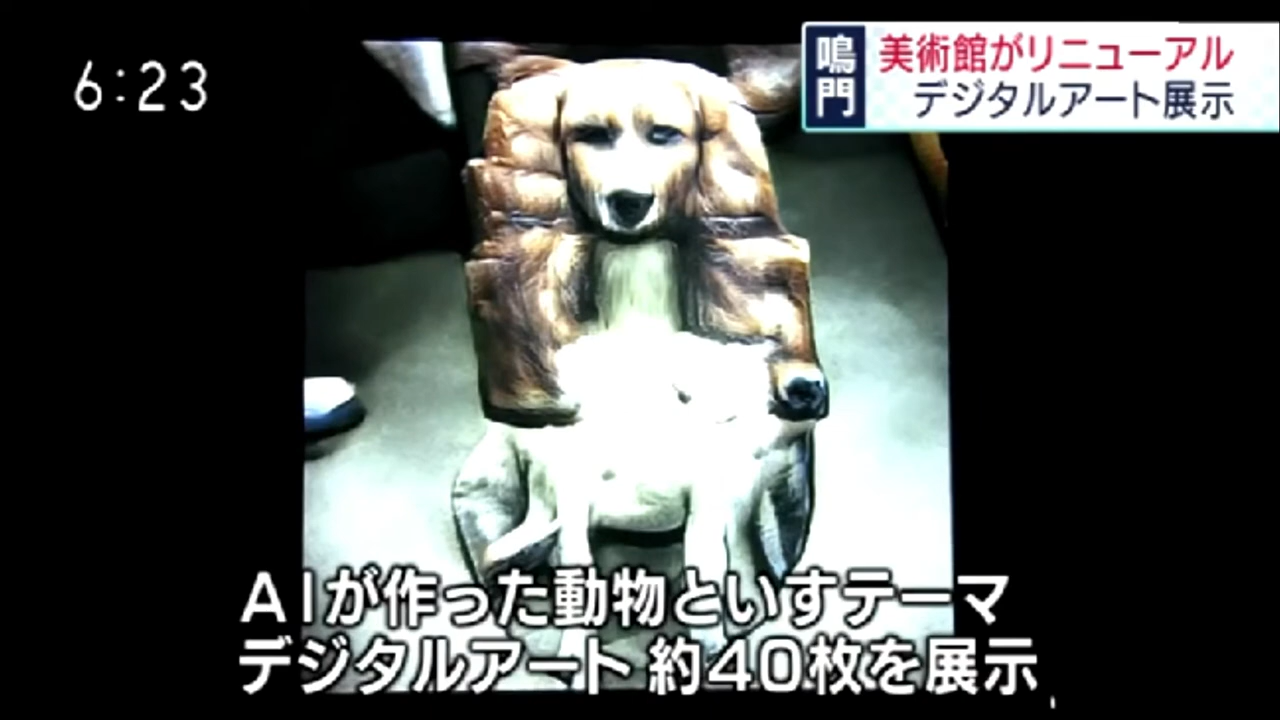 6:23
鳴門
美術館がリニューアル
デジタルアート展示
AIが作った動物といすテーマ
デジタルアート 約40枚を展示